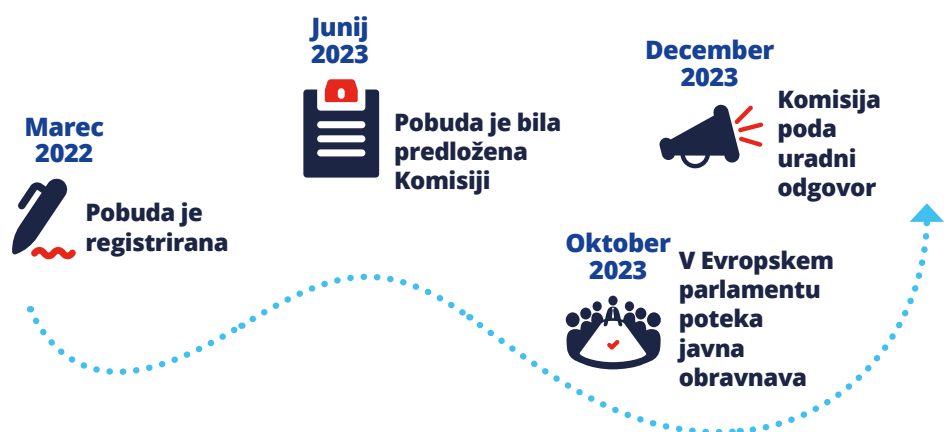 Marec
2022
Pobuda je
registrirana
Junij
2023
Pobuda je bila
predložena
Komisiji
Oktober
2023
V Evropskem
parlamentu
poteka
javna
obravnava
December
2023
Komisija
poda
uradni
odgovor